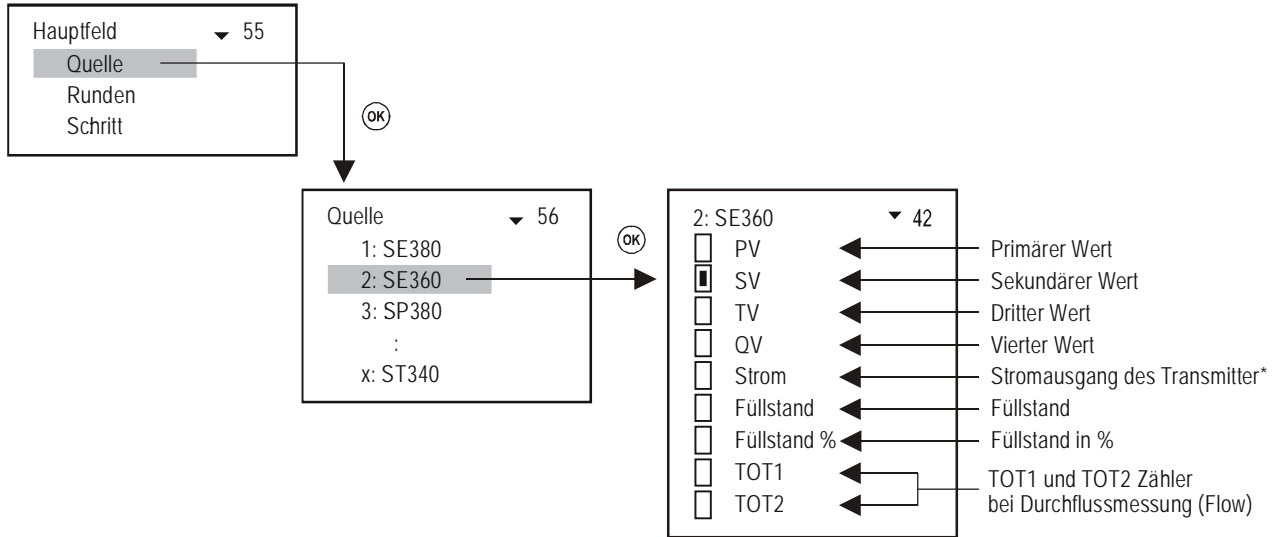 Hauptfeld ▼ 55
Quelle
Runden
Schritt
OK
Quelle ▼ 56
1: SE380
2: SE360
3: SP380
:
x: ST340
OK
2: SE360 ▼ 42
PV Primärer Wert
SV Sekundärer Wert
TV Dritter Wert
QV Vierter Wert
Strom Stromausgang des Transmitter*
Füllstand Füllstand
Füllstand % Füllstand in %
TOT1
TOT2
TOT1 und TOT2 Zähler
bei Durchflussmessung (Flow)